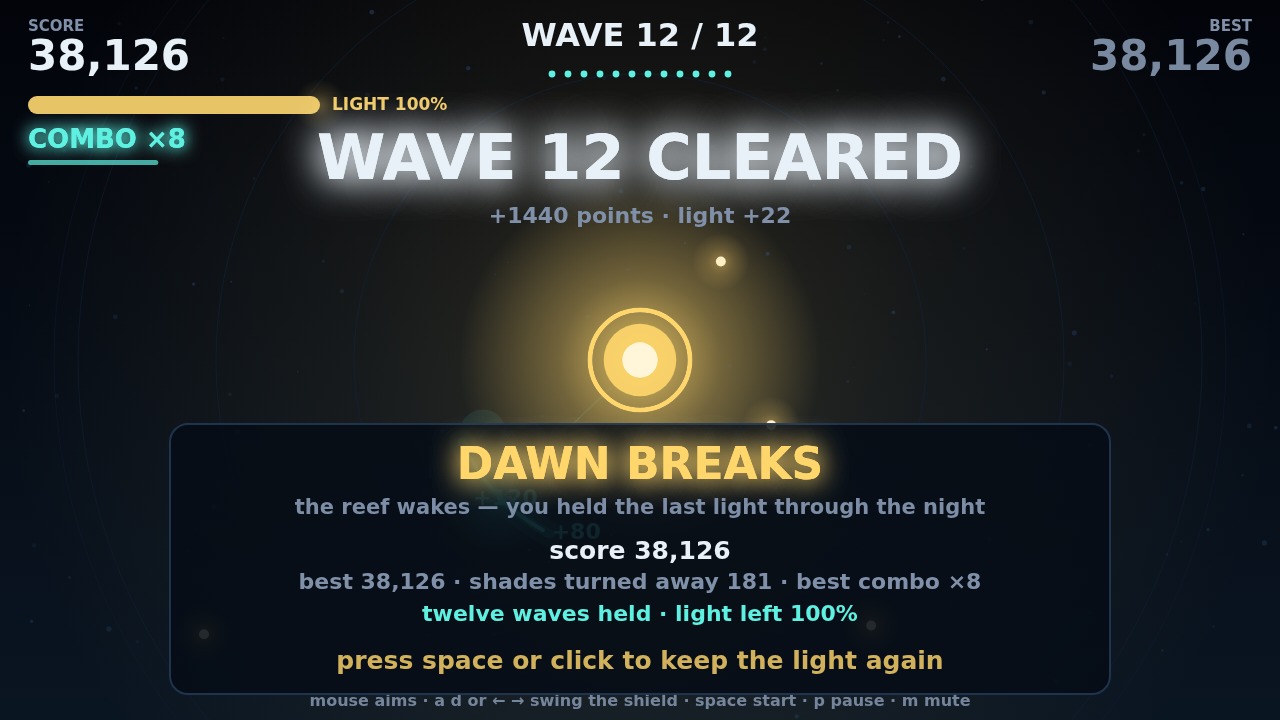 SCORE
38,126
WAVE 12 / 12
BEST
38,126
LIGHT 100%
COMBO ×8
WAVE 12 CLEARED
+1440 points · light +22
DAWN BREAKS
the reef wakes — you held the last light through the night
+80
score 38,126
best 38,126 · shades turned away 181 · best combo ×8
twelve waves held · light left 100%
press space or click to keep the light again
mouse aims · a d or ← → swing the shield · space start · p pause · m mute